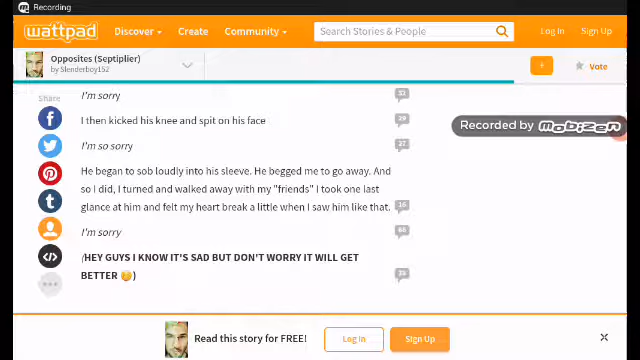 Recording
wattpad
Discover
Create
Community
Search Stories & People
Log In
Sign Up
Opposites (Septiplier)
by Slenderboy152
+
Vote
Share
I'm sorry
I then kicked his knee and spit on his face
29
Recorded by mobizen
I'm so sorry
27
He began to sob loudly into his sleeve. He begged me to go away. And
so I did, I turned and walked away with my "friends" I took one last
glance at him and felt my heart break a little when I saw him like that.
16
I'm sorry
(HEY GUYS I KNOW IT'S SAD BUT DON'T WORRY IT WILL GET
BETTER )
Read this story for FREE!
Log In
Sign Up